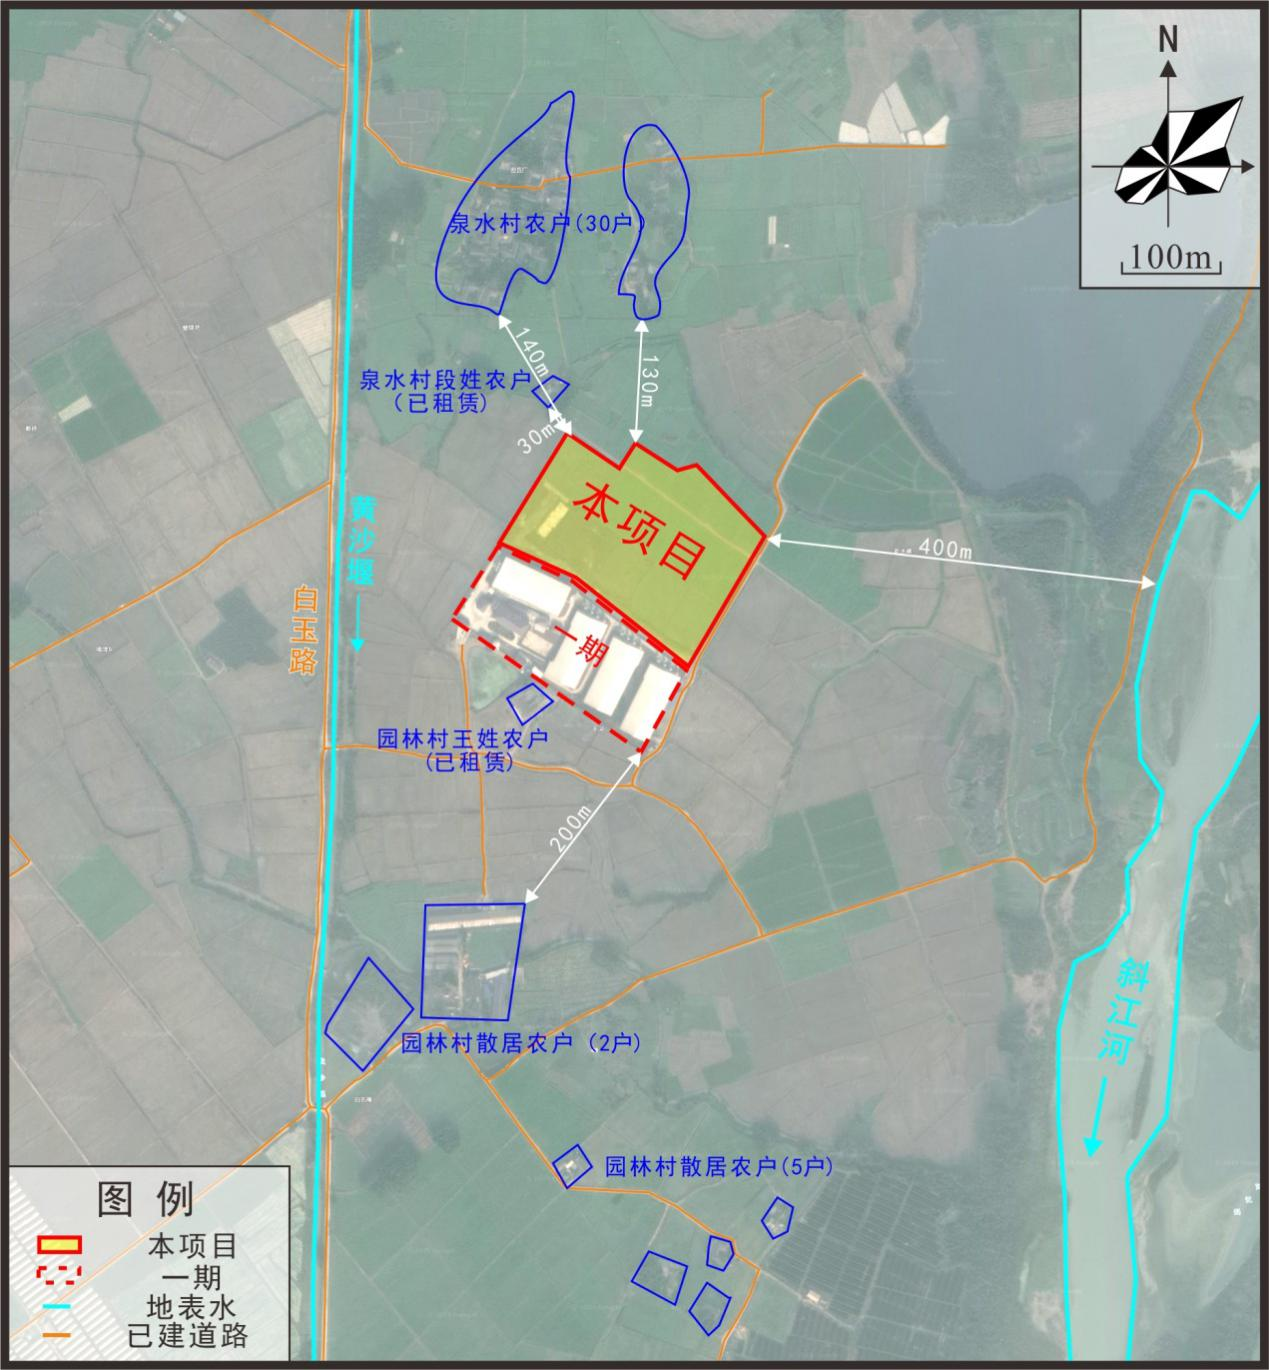 N
100m
泉水村农户(30户)
140m
130m
泉水村段姓农户
(已租赁)
30m
本项目
400m
黄沙堰
白玉路
一期
园林村王姓农户
(已租赁)
200m
斜江河
园林村散居农户 (2户)
园林村散居农户(5户)
图 例
本项目
一期
地表水
已建道路